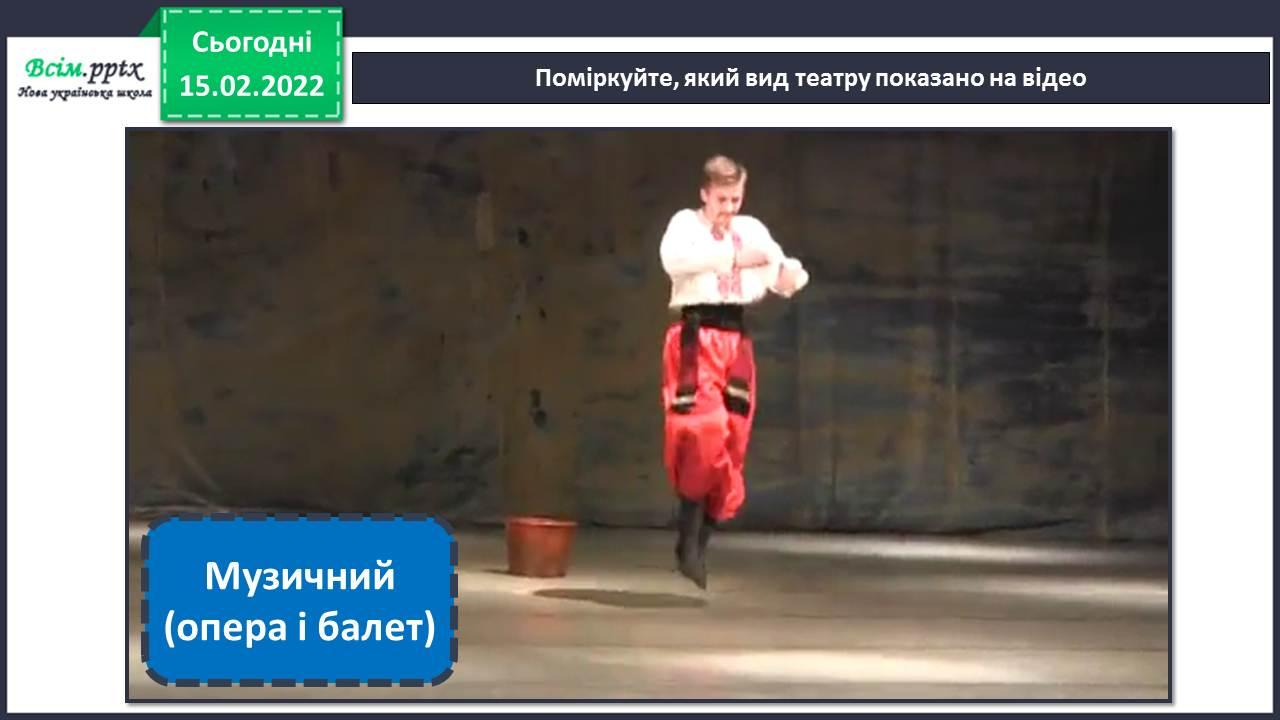 Всім.pptx
Нова українська школа
Сьогодні
15.02.2022
Поміркуйте, який вид театру показано на відео
Музичний
(опера і балет)